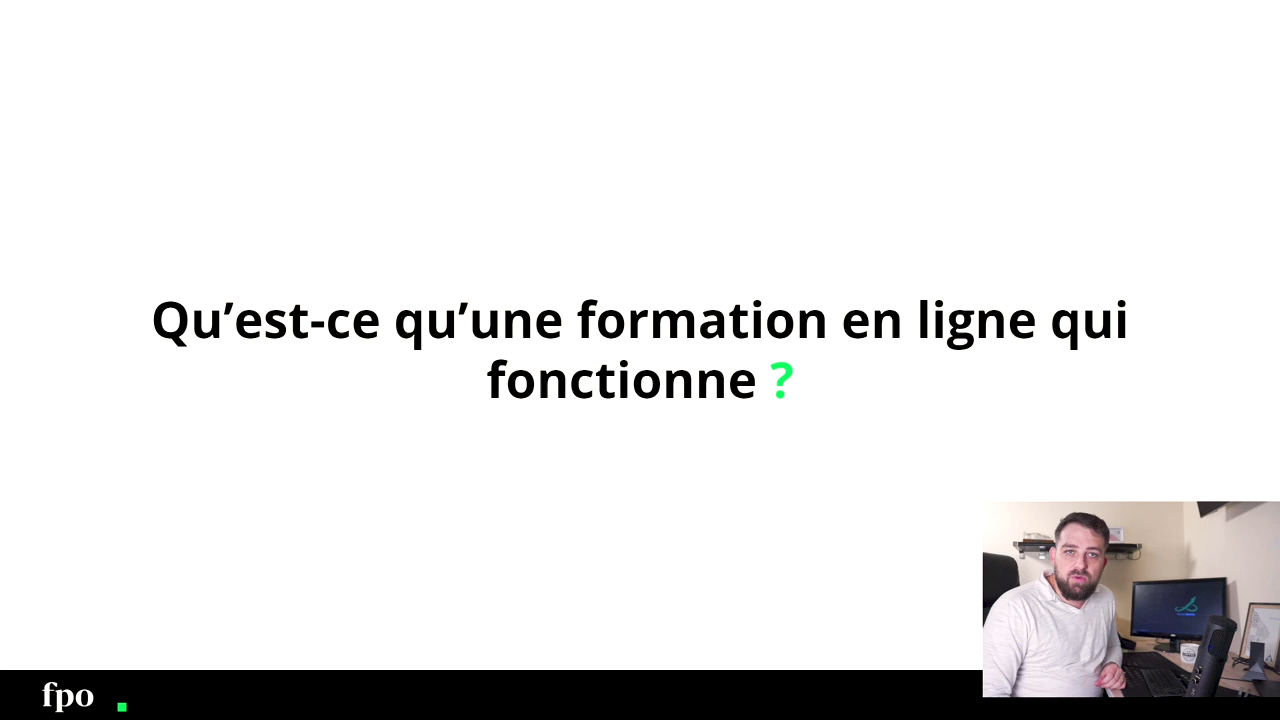 Qu’est-ce qu’une formation en ligne qui
fonctionne ?
fpo